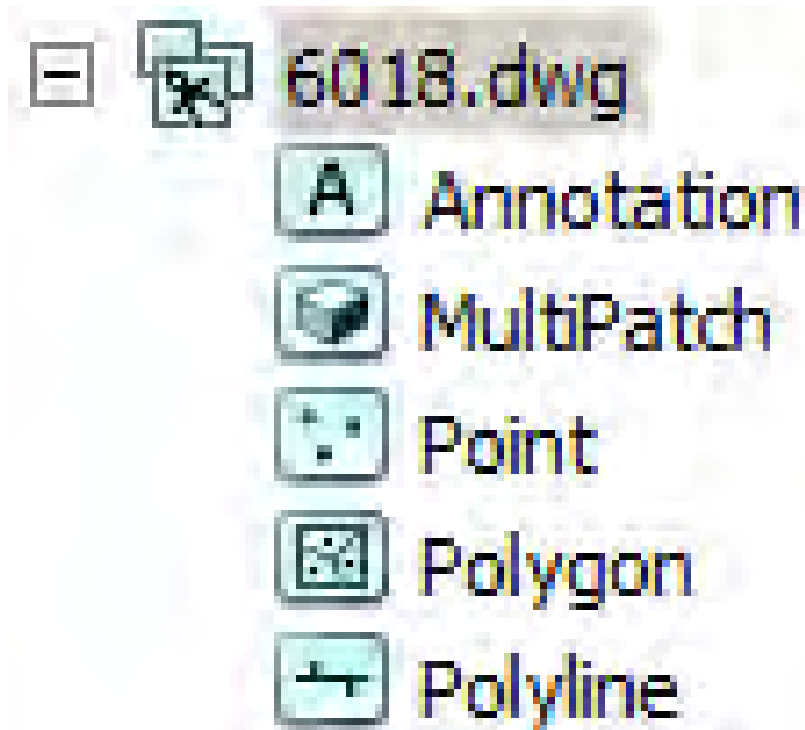 6018.dwg
A Annotation
MultiPatch
Point
Polygon
Polyline